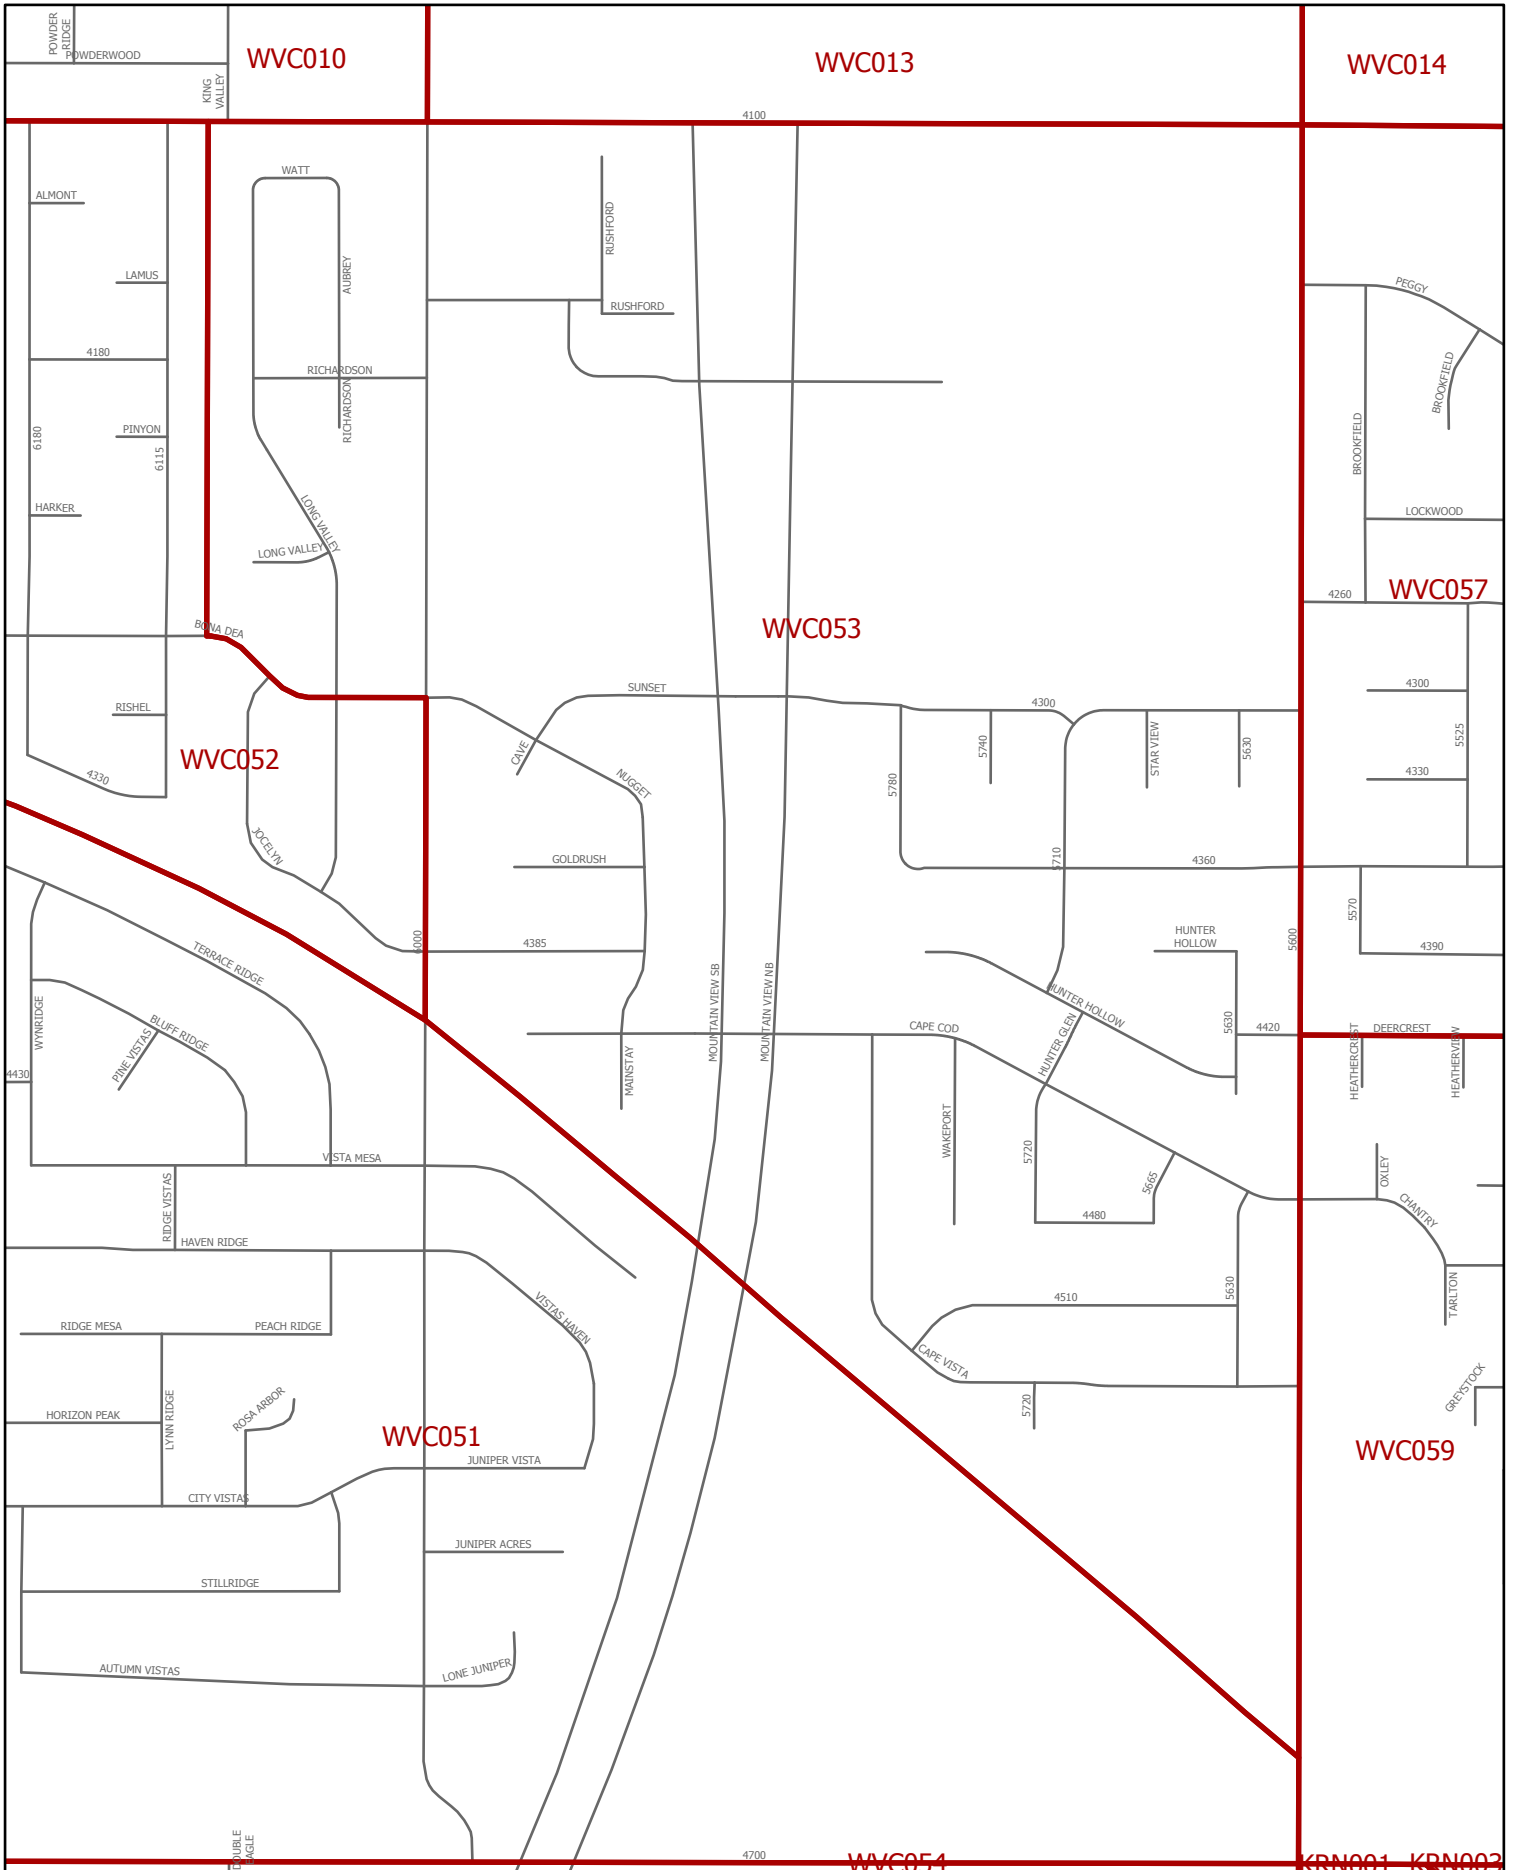 POWDER
RIDGE
POWDERWOOD
KING
VALLEY
WVC010
WVC013
WVC014
4100
WATT
ALMONT
RUSHFORD
AUBREY
LAMUS
RUSHFORD
PEGGY
4180
RICHARDSON
RICHARDSON
BROOKFIELD
6180
PINYON
6115
BROOKFIELD
HARKER
LONG VALLEY
LONG VALLEY
LOCKWOOD
WVC057
4260
BONA DEA
WVC053
SUNSET
4300
4300
RISHEL
WVC052
CAVE
5740
STAR VIEW
5630
5525
4330
NUGGET
5780
4330
JOCELYN
GOLDRUSH
5710
4360
5570
6000
4385
HUNTER
HOLLOW
5600
4390
TERRACE RIDGE
WYNRIDGE
BLUFF RIDGE
PINE VISTAS
MOUNTAIN VIEW SB
MOUNTAIN VIEW NB
CAPE COD
HUNTER HOLLOW
HUNTER GLEN
5630
4420
DEERCREST
HEATHERCREST
HEATHERVIEW
4430
MAINSTAY
WAKEPORT
5720
VISTA MESA
RIDGE VISTAS
5665
OXLEY
4480
CHANTRY
HAVEN RIDGE
VISTAS HAVEN
4510
5630
TARLTON
RIDGE MESA
PEACH RIDGE
CAPE VISTA
5720
GREYSTOCK
HORIZON PEAK
LYNN RIDGE
ROSA ARBOR
WVC051
WVC059
JUNIPER VISTA
CITY VISTAS
JUNIPER ACRES
STILLRIDGE
AUTUMN VISTAS
LONE JUNIPER
DOUBLE
EAGLE
4700
WVC054
KRN001
KRN003